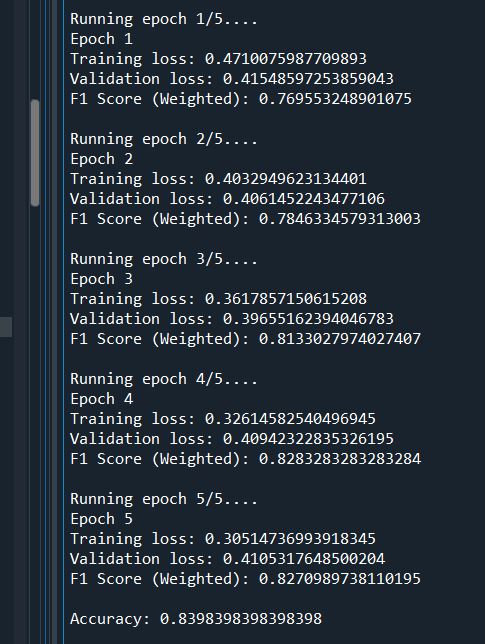 Running epoch 1/5....
Epoch 1
Training loss: 0.4710075987709893
Validation loss: 0.41548597253859043
F1 Score (Weighted): 0.769553248901075
Running epoch 2/5....
Epoch 2
Training loss: 0.4032949623134401
Validation loss: 0.4061452243477106
F1 Score (Weighted): 0.7846334579313003
Running epoch 3/5....
Epoch 3
Training loss: 0.3617857150615208
Validation loss: 0.39655162394046783
F1 Score (Weighted): 0.8133027974027407
Running epoch 4/5....
Epoch 4
Training loss: 0.32614582540496945
Validation loss: 0.40942322835326195
F1 Score (Weighted): 0.8283283283283284
Running epoch 5/5....
Epoch 5
Training loss: 0.30514736993918345
Validation loss: 0.4105317648500204
F1 Score (Weighted): 0.8270989738110195
Accuracy: 0.8398398398398398